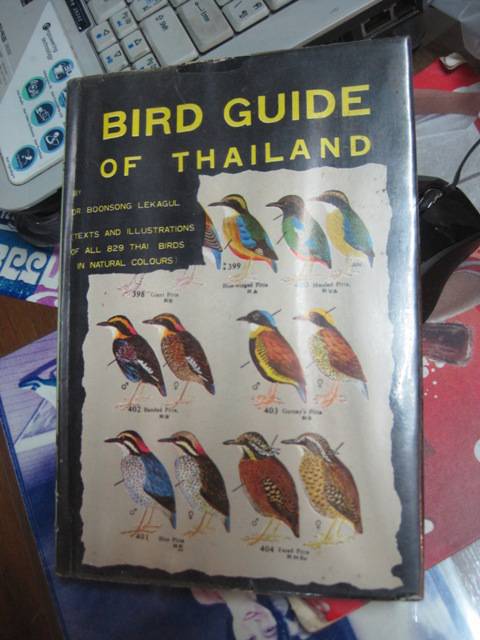 BIRD GUIDE
OF THAILAND
BY
DR BOONSONG LEKAGUL
(TEXTS AND ILLUSTRATIONS
OF ALL 829 THAI BIRDS
IN NATURAL COLOURS)
398 Giant Pitta
399
Blue-winged Pitta
Hooded Pitta,
402 Banded Pitta,
403 Gurney's Pitta
401 Blue Pitta
404 Eared Pitta